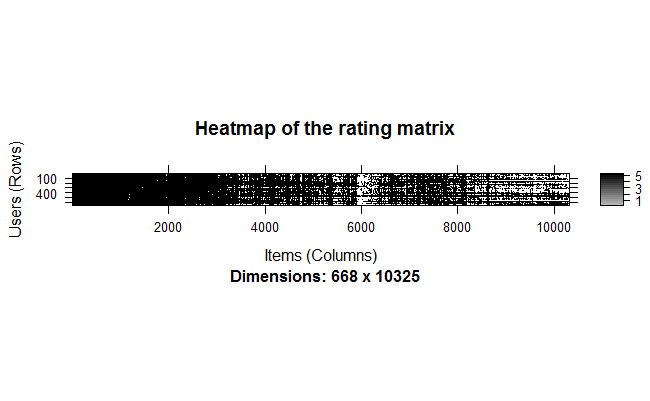 Heatmap of the rating matrix
Users (Rows)
100
400
5
3
1
2000 4000 6000 8000 10000
Items (Columns)
Dimensions: 668 x 10325